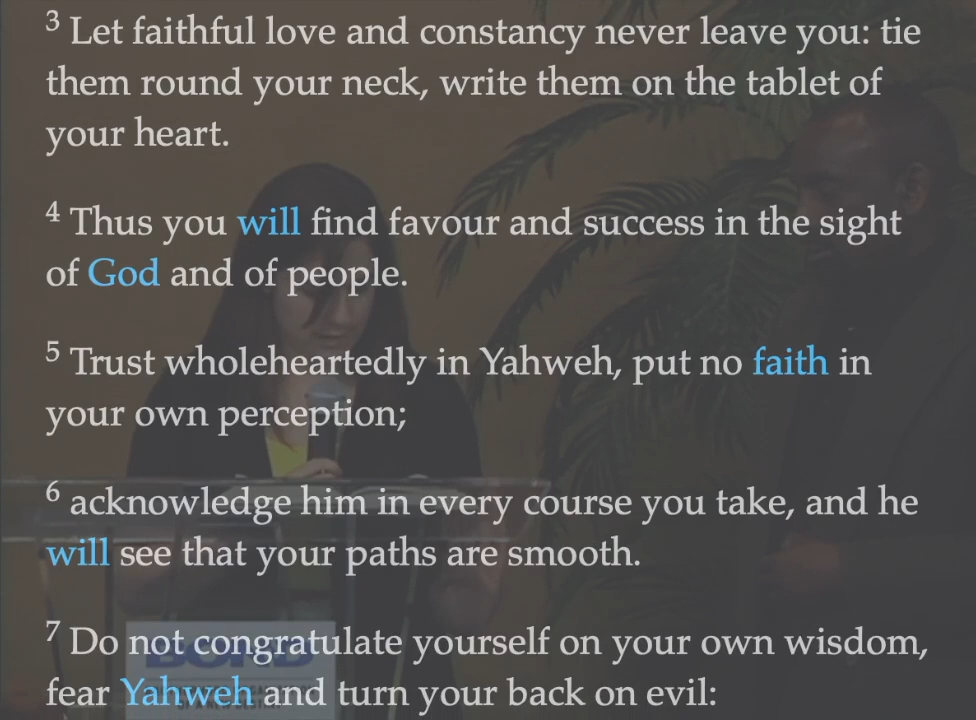 3 Let faithful love and constancy never leave you: tie
them round your neck, write them on the tablet of
your heart.
4 Thus you will find favour and success in the sight
of God and of people.
5 Trust wholeheartedly in Yahweh, put no faith in
your own perception;
6 acknowledge him in every course you take, and he
will see that your paths are smooth.
7 Do not congratulate yourself on your own wisdom,
fear Yahweh and turn your back on evil: